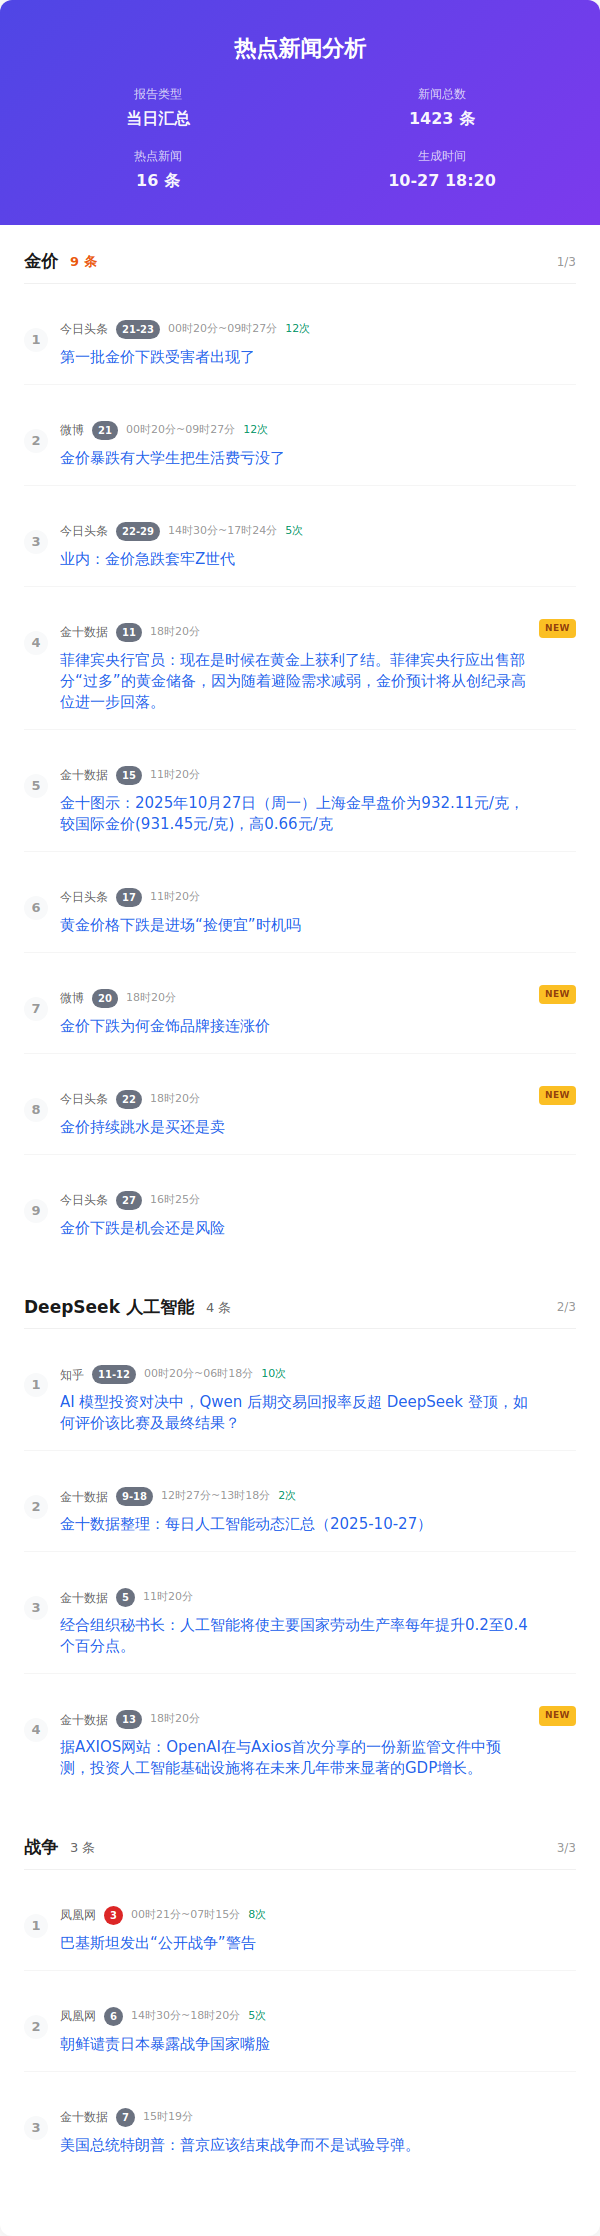 热点新闻分析
报告类型
当日汇总
新闻总数
1423 条
热点新闻
16 条
生成时间
10-27 18:20
金价 9 条 1/3
1 今日头条 21-23 00时20分~09时27分 12次
第一批金价下跌受害者出现了
2 微博 21 00时20分~09时27分 12次
金价暴跌有大学生把生活费亏没了
3 今日头条 22-29 14时30分~17时24分 5次
业内：金价急跌套牢Z世代
4 金十数据 11 18时20分 NEW
菲律宾央行官员：现在是时候在黄金上获利了结。菲律宾央行应出售部
分“过多”的黄金储备，因为随着避险需求减弱，金价预计将从创纪录高
位进一步回落。
5 金十数据 15 11时20分
金十图示：2025年10月27日（周一）上海金早盘价为932.11元/克，
较国际金价(931.45元/克)，高0.66元/克
6 今日头条 17 11时20分
黄金价格下跌是进场“捡便宜”时机吗
7 微博 20 18时20分 NEW
金价下跌为何金饰品牌接连涨价
8 今日头条 22 18时20分 NEW
金价持续跳水是买还是卖
9 今日头条 27 16时25分
金价下跌是机会还是风险
DeepSeek 人工智能 4 条 2/3
1 知乎 11-12 00时20分~06时18分 10次
AI 模型投资对决中，Qwen 后期交易回报率反超 DeepSeek 登顶，如
何评价该比赛及最终结果？
2 金十数据 9-18 12时27分~13时18分 2次
金十数据整理：每日人工智能动态汇总（2025-10-27）
3 金十数据 5 11时20分
经合组织秘书长：人工智能将使主要国家劳动生产率每年提升0.2至0.4
个百分点。
4 金十数据 13 18时20分 NEW
据AXIOS网站：OpenAI在与Axios首次分享的一份新监管文件中预
测，投资人工智能基础设施将在未来几年带来显著的GDP增长。
战争 3 条 3/3
1 凤凰网 3 00时21分~07时15分 8次
巴基斯坦发出“公开战争”警告
2 凤凰网 6 14时30分~18时20分 5次
朝鲜谴责日本暴露战争国家嘴脸
3 金十数据 7 15时19分
美国总统特朗普：普京应该结束战争而不是试验导弹。